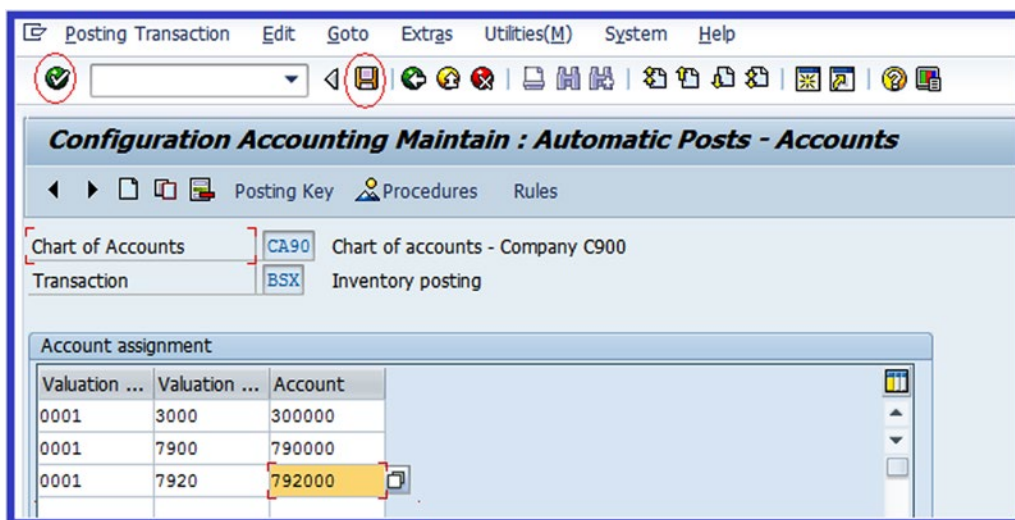 Posting Transaction Edit Goto Extras Utilities(M) System Help
Configuration Accounting Maintain : Automatic Posts - Accounts
Posting Key Procedures Rules
Chart of Accounts CA90 Chart of accounts - Company C900
Transaction BSX Inventory posting
Account assignment
Valuation ... Valuation ... Account
0001 3000 300000
0001 7900 790000
0001 7920 792000